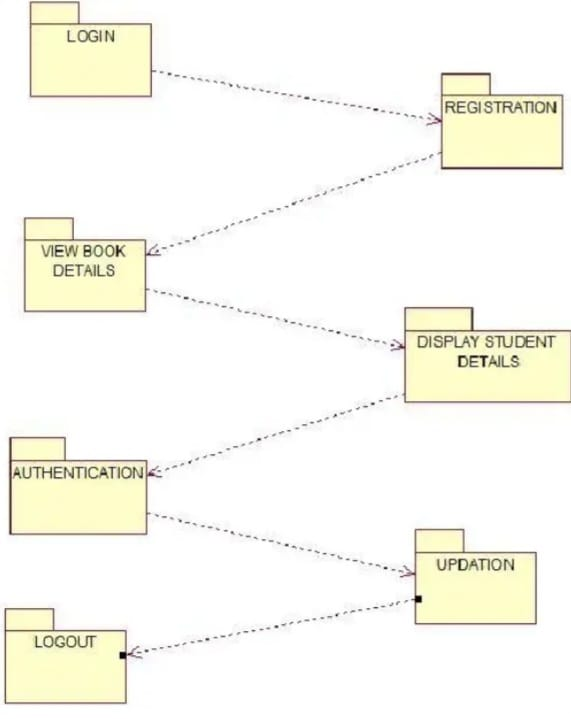 LOGIN
REGISTRATION
VIEW BOOK
DETAILS
DISPLAY STUDENT
DETAILS
AUTHENTICATION
UPDATION
LOGOUT